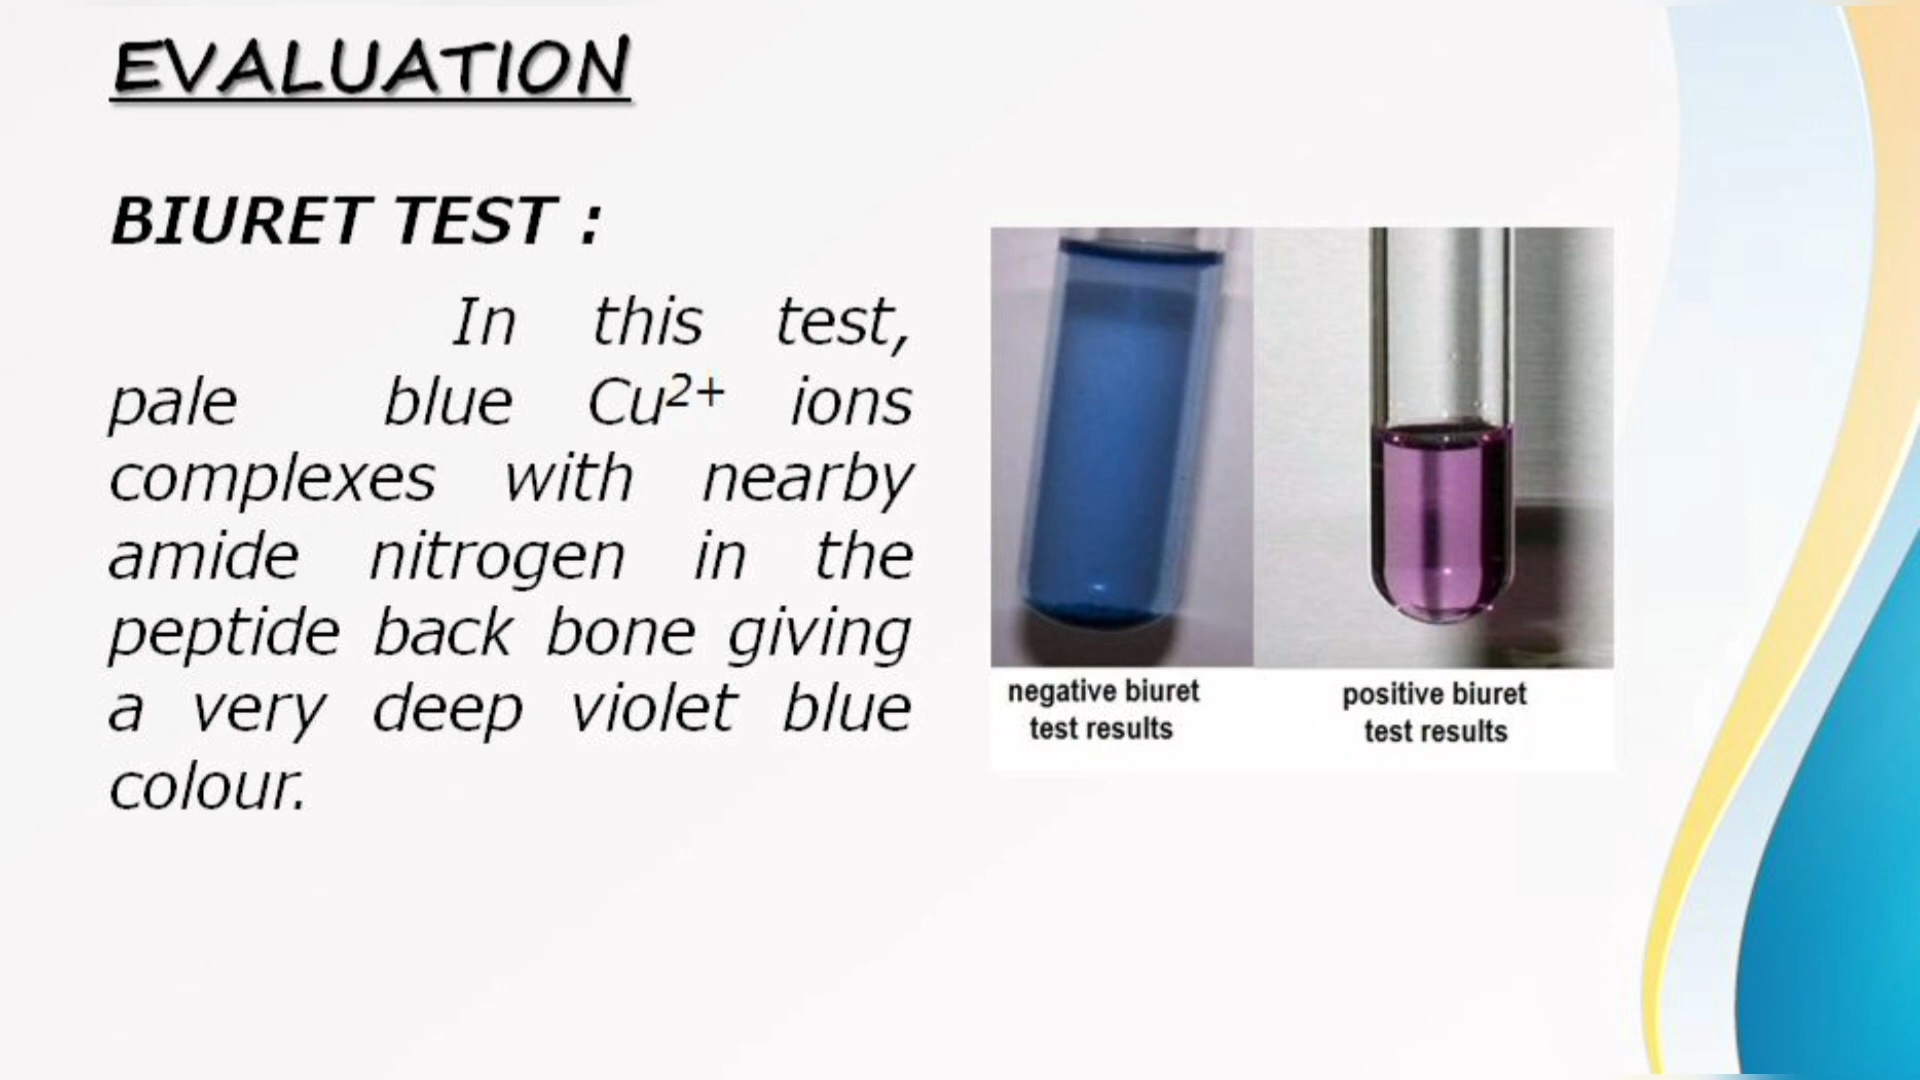 EVALUATION
BIURET TEST :
In this test,
pale blue Cu²⁺ ions
complexes with nearby
amide nitrogen in the
peptide back bone giving
a very deep violet blue
colour.
negative biuret
test results
positive biuret
test results